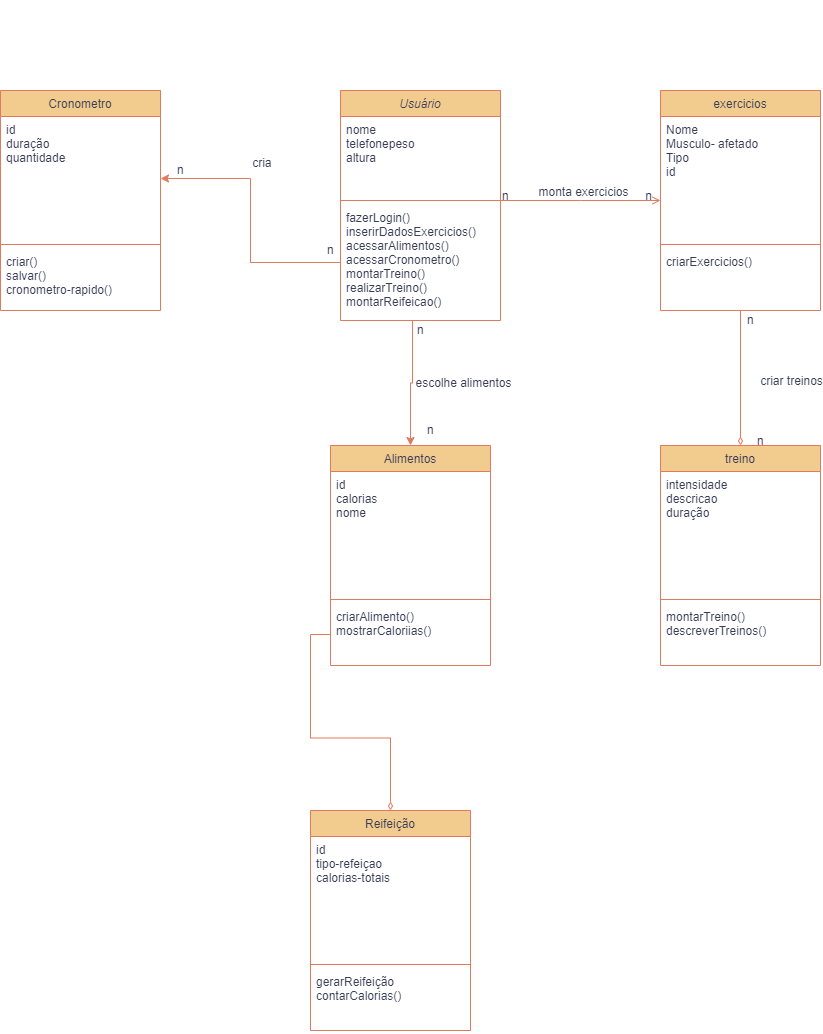 Cronometro
id
duração
quantidade
criar()
salvar()
cronometro-rapido()
n
cria
n
Usuário
nome
telefonepeso
altura
fazerLogin()
inserirDadosExercicios()
acessarAlimentos()
acessarCronometro()
montarTreino()
realizarTreino()
montarReifeicao()
n
monta exercicios
n
exercicios
Nome
Musculo- afetado
Tipo
id
criarExercicios()
n
escolhe alimentos
n
n
criar treinos
n
Alimentos
id
calorias
nome
criarAlimento()
mostrarCaloriias()
treino
intensidade
descricao
duração
montarTreino()
descreverTreinos()
Reifeição
id
tipo-refeiçao
calorias-totais
gerarReifeição
contarCalorias()